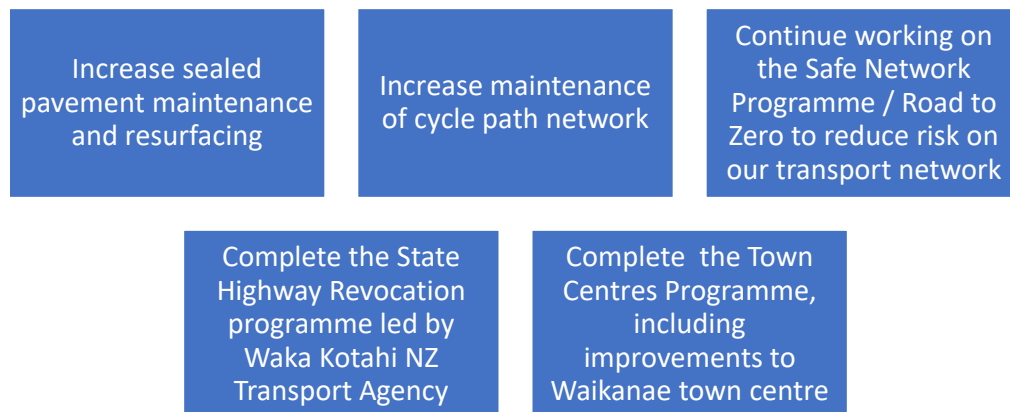 Increase sealed
pavement maintenance
and resurfacing
Increase maintenance
of cycle path network
Continue working on
the Safe Network
Programme / Road to
Zero to reduce risk on
our transport network
Complete the State
Highway Revocation
programme led by
Waka Kotahi NZ
Transport Agency
Complete  the Town
Centres Programme,
including
improvements to
Waikanae town centre